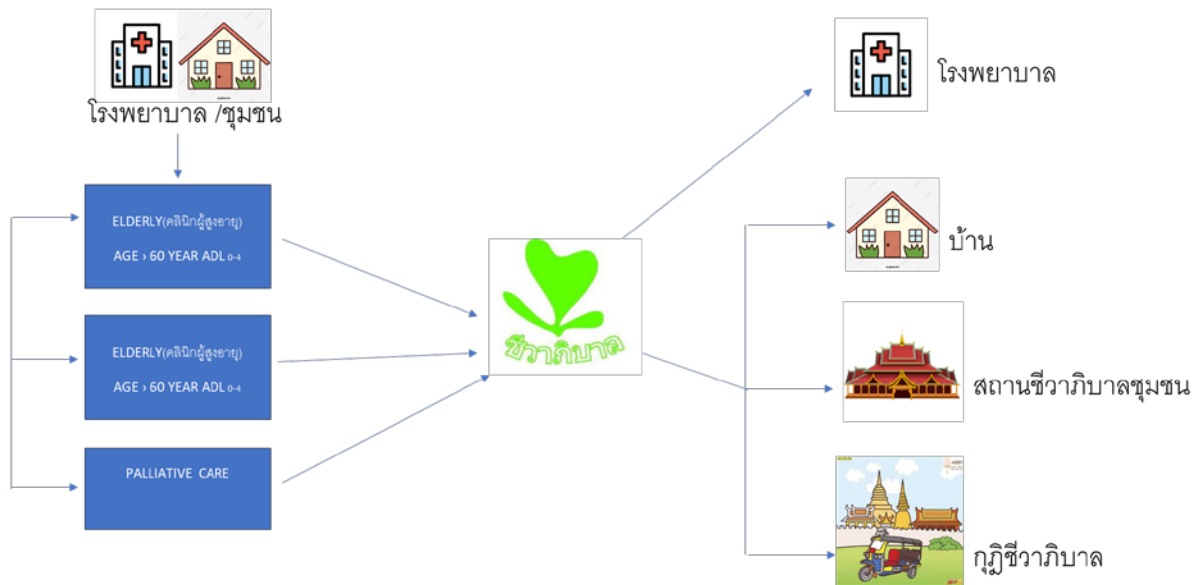 โรงพยาบาล /ชุมชน
ELDERLY(คลินิกผู้สูงอายุ)
AGE › 60 YEAR ADL 0-4
ELDERLY(คลินิกผู้สูงอายุ)
AGE › 60 YEAR ADL 0-4
PALLIATIVE CARE
ชีวาภิบาล
โรงพยาบาล
บ้าน
สถานชีวาภิบาลชุมชน
กุฎิชีวาภิบาล